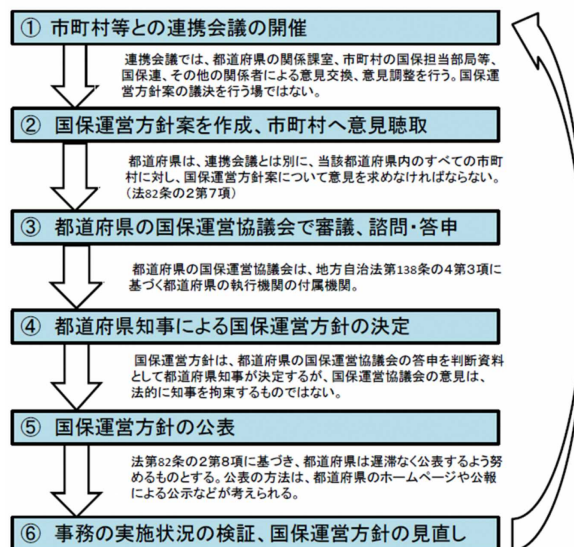 ① 市町村等との連携会議の開催
連携会議では、都道府県の関係課室、市町村の国保担当部局等、
国保連、その他の関係者による意見交換、意見調整を行う。国保運
営方針案の議決を行う場ではない。
② 国保運営方針案を作成、市町村へ意見聴取
都道府県は、連携会議とは別に、当該都道府県内のすべての市町
村に対し、国保運営方針案について意見を求めなければならない。
（法82条の2第7項）
③ 都道府県の国保運営協議会で審議、諮問・答申
都道府県の国保運営協議会は、地方自治法第138条の4第3項に
基づく都道府県の執行機関の付属機関。
④ 都道府県知事による国保運営方針の決定
国保運営方針は、都道府県の国保運営協議会の答申を判断資料
として都道府県知事が決定するが、国保運営協議会の意見は、
法的に知事を拘束するものではない。
⑤ 国保運営方針の公表
法第82条の2第8項に基づき、都道府県は遅滞なく公表するよう努
めるものとする。公表の方法は、都道府県のホームページや公報
による公示などが考えられる。
⑥ 事務の実施状況の検証、国保運営方針の見直し